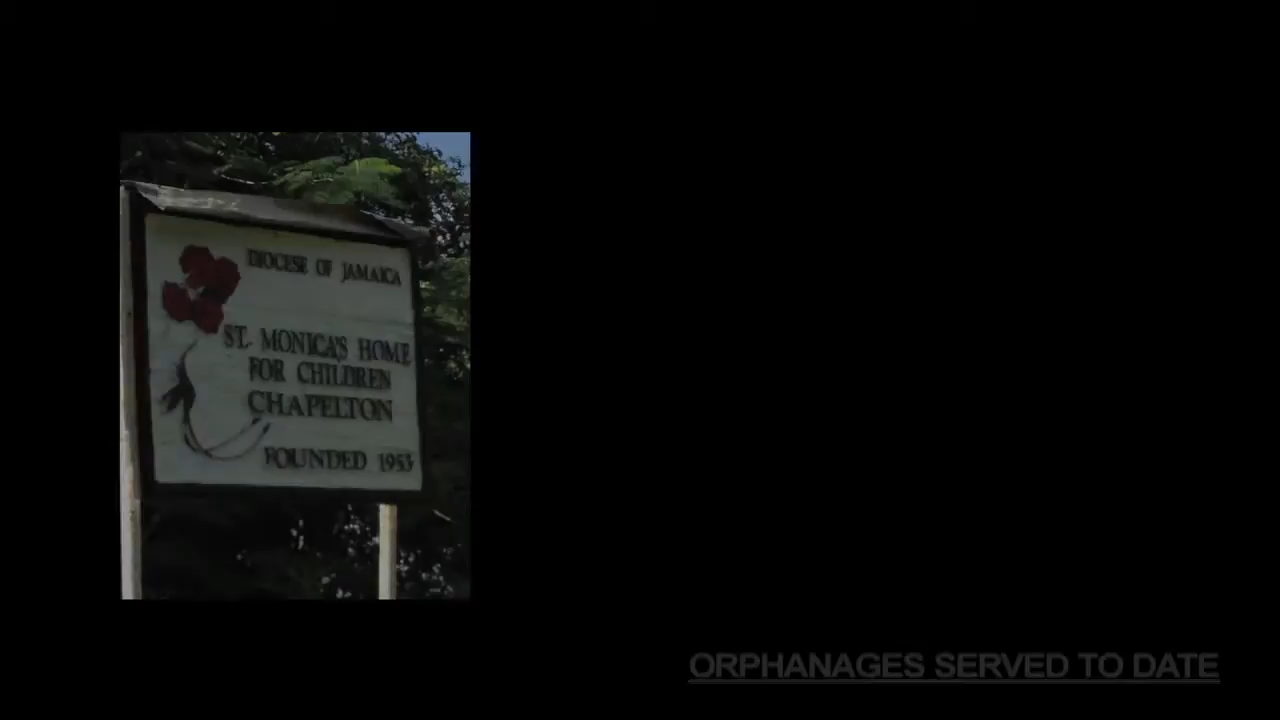 DIOCESE OF JAMAICA
ST. MONICA'S HOME
FOR CHILDREN
CHAPELTON
FOUNDED 1953
ORPHANAGES SERVED TO DATE